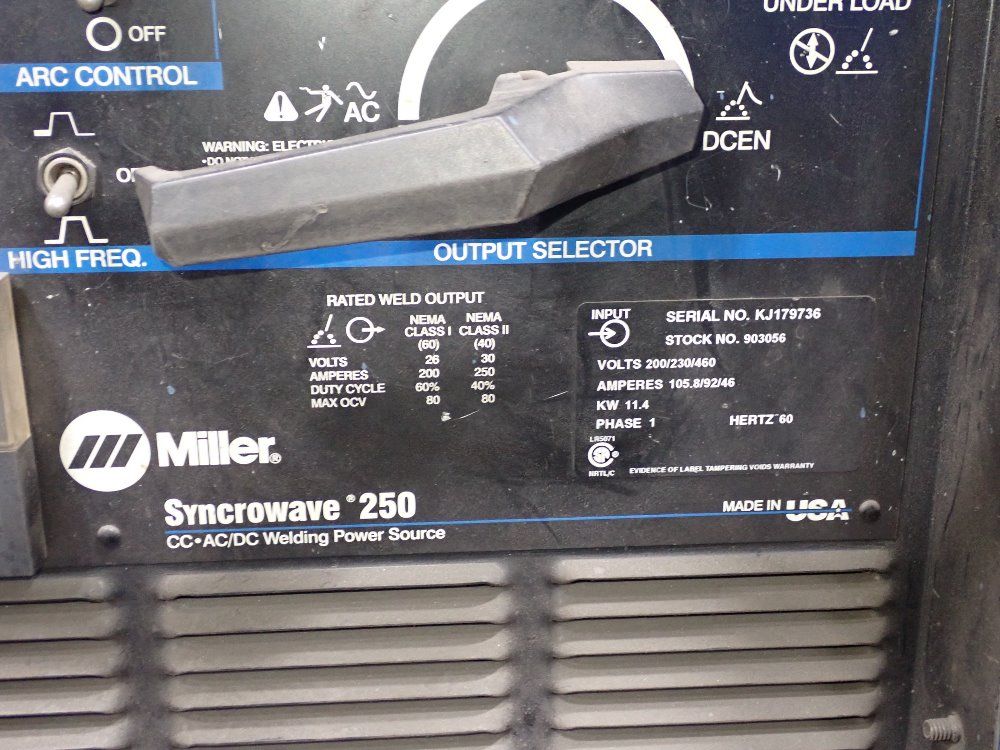 UNDER LOAD
OFF
ARC CONTROL
AC
WARNING:
DCEN
HIGH FREQ.
OUTPUT SELECTOR
RATED WELD OUTPUT
NEMA NEMA
CLASS I CLASS II
(60) (40)
VOLTS 26 30
AMPERES 200 250
DUTY CYCLE 60% 40%
MAX OCV 80 80
INPUT
SERIAL NO. KJ179736
STOCK NO. 903056
VOLTS 200/230/460
AMPERES 105.8/92/46
KW 11.4
PHASE 1 HERTZ 60
LR5871
NRTL/C
EVIDENCE OF LABEL TAMPERING VOIDS WARRANTY
Miller®
Syncrowave® 250
CC•AC/DC Welding Power Source
MADE IN USA